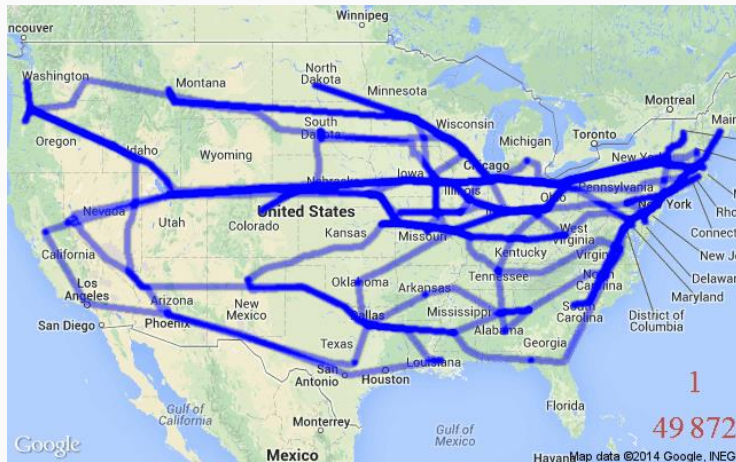 Winnipeg
ncouver
Washington
Montana
North
Dakota
Minnesota
Montreal
Main
Oregon
Idaho
South
Dakota
Wisconsin
Michigan
Toronto
Wyoming
Iowa
Chicago
New York
Nebraska
Illinois
Ohio
Pennsylvania
New York
M
Rho
Connect
Nevada
Utah
United States
Colorado
Kansas
Missouri
West
Virginia
Virginia
Kentucky
New J
Delawar
Maryland
District of
Columbia
California
Los
Angeles
San Diego
Arizona
Phoenix
New
Mexico
Oklahoma
Arkansas
Tennessee
North
Carolina
South
Carolina
Dallas
Mississippi
Alabama
Georgia
Texas
San
Antonio
Houston
Louisiana
Florida
Gulf of
California
Monterrey
Gulf of
Mexico
Mexico
Havana
1
49 872
Google
Map data ©2014 Google, INEG